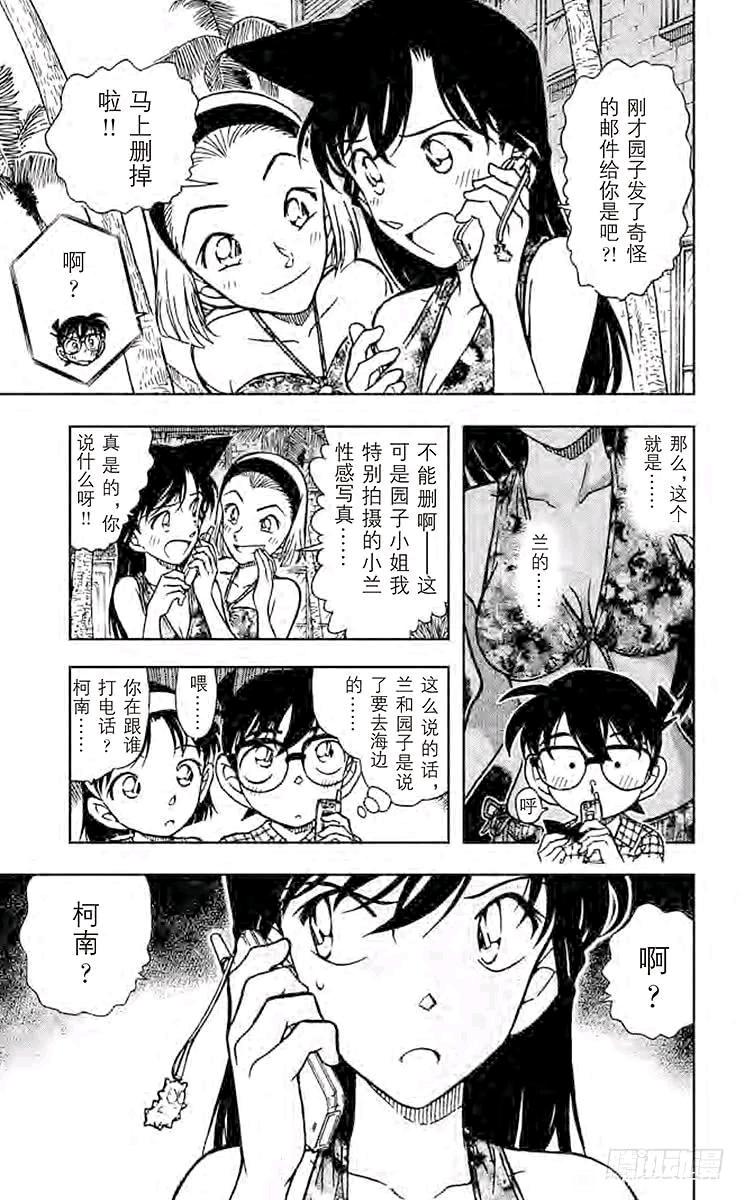 刚才园子发了奇怪
的邮件给你是吧?!
马上删掉
啦!!
啊?
那么,这个
就是……
兰的……
呼
不能删啊——这
可是园子小姐我
特别拍摄的小兰
性感写真……
真是的,你
说什么呀!!
这么说的话,
兰和园子是说
了要去海边
的……
喂……
你在跟谁
打电话?
柯南……
啊?
柯南?
腾讯动漫